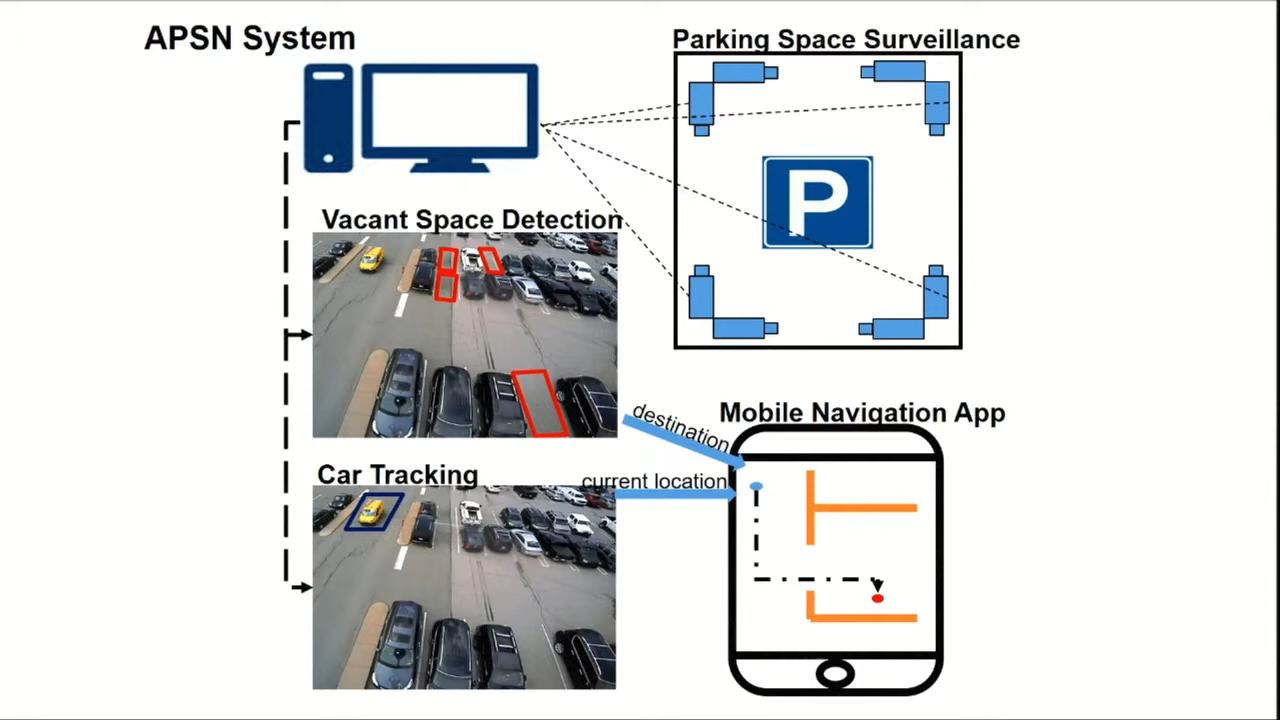 APSN System
Parking Space Surveillance
P
Vacant Space Detection
destination
Mobile Navigation App
Car Tracking
current location